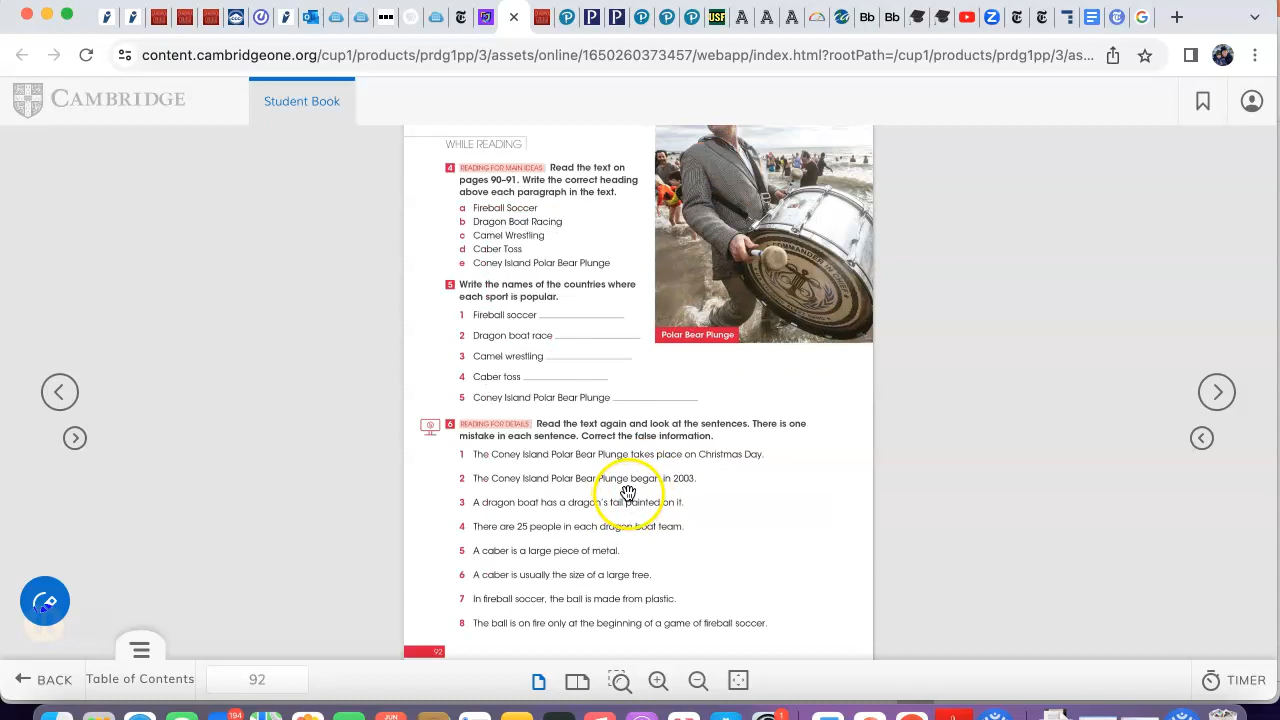 content.cambridgeone.org/cup1/products/prdg1pp/3/assets/online/1650260373457/webapp/index.html?rootPath=/cup1/products/prdg1pp/3/as...
CAMBRIDGE
Student Book
WHILE READING
4 READING FOR MAIN IDEAS Read the text on
pages 90–91. Write the correct heading
above each paragraph in the text.
a Fireball Soccer
b Dragon Boat Racing
c Camel Wrestling
d Caber Toss
e Coney Island Polar Bear Plunge
COMMANDER IN CHIEF
Polar Bear Plunge
5 Write the names of the countries where
each sport is popular.
1 Fireball soccer
2 Dragon boat race
3 Camel wrestling
4 Caber toss
5 Coney Island Polar Bear Plunge
6 READING FOR DETAILS Read the text again and look at the sentences. There is one
mistake in each sentence. Correct the false information.
1 The Coney Island Polar Bear Plunge takes place on Christmas Day.
2 The Coney Island Polar Bear Plunge began in 2003.
3 A dragon boat has a dragon's tail painted on it.
4 There are 25 people in each dragon boat team.
5 A caber is a large piece of metal.
6 A caber is usually the size of a large tree.
7 In fireball soccer, the ball is made from plastic.
8 The ball is on fire only at the beginning of a game of fireball soccer.
92
BACK
Table of Contents
92
TIMER
194
JUN
1